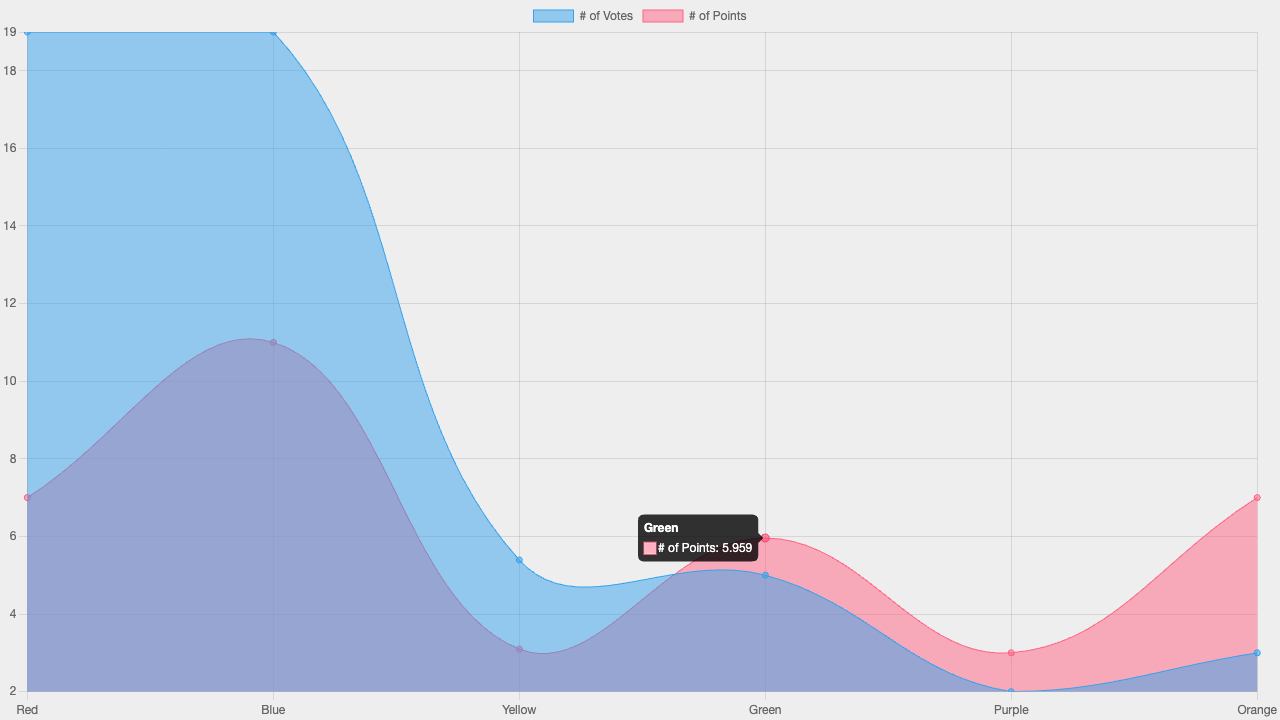 # of Votes # of Points
19
18
16
14
12
10
8
6
4
2
Green
# of Points: 5.959
Red Blue Yellow Green Purple Orange